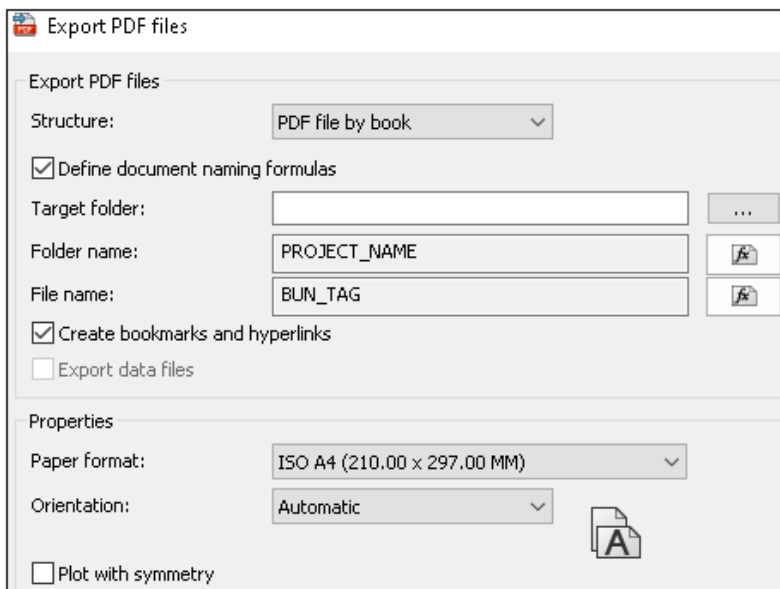 Export PDF files
Export PDF files
Structure: PDF file by book
Define document naming formulas
Target folder: ...
Folder name: PROJECT_NAME
File name: BUN_TAG
Create bookmarks and hyperlinks
Export data files
Properties
Paper format: ISO A4 (210.00 x 297.00 MM)
Orientation: Automatic
A
Plot with symmetry